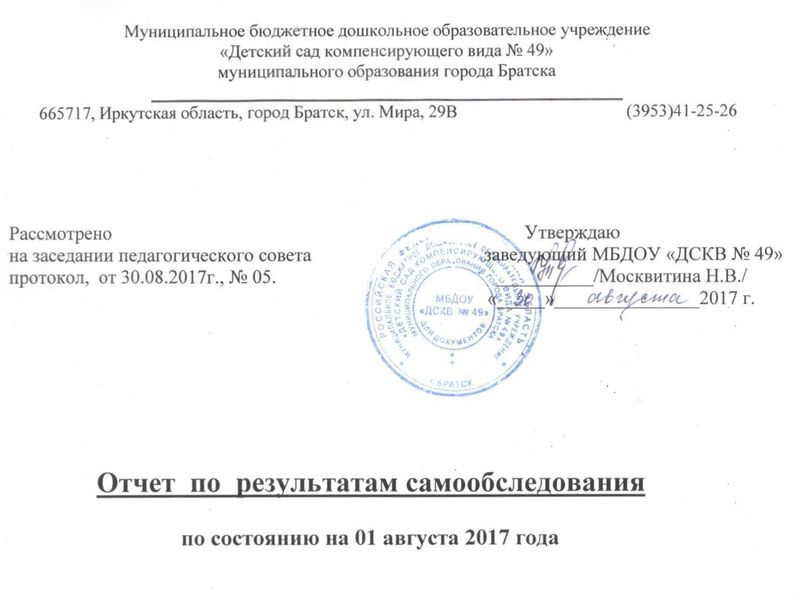 Муниципальное бюджетное дошкольное образовательное учреждение
«Детский сад компенсирующего вида № 49»
муниципального образования города Братска
665717, Иркутская область, город Братск, ул. Мира, 29В (3953)41-25-26
Рассмотрено
на заседании педагогического совета
протокол, от 30.08.2017г., № 05.
Утверждаю
заведующий МБДОУ «ДСКВ № 49»
/Москвитина Н.В./
« 30 » августа 2017 г.
МБДОУ
«ДСКВ № 49»
ДЛЯ ДОКУМЕНТОВ
г.БРАТСК
Отчет по результатам самообследования
по состоянию на 01 августа 2017 года